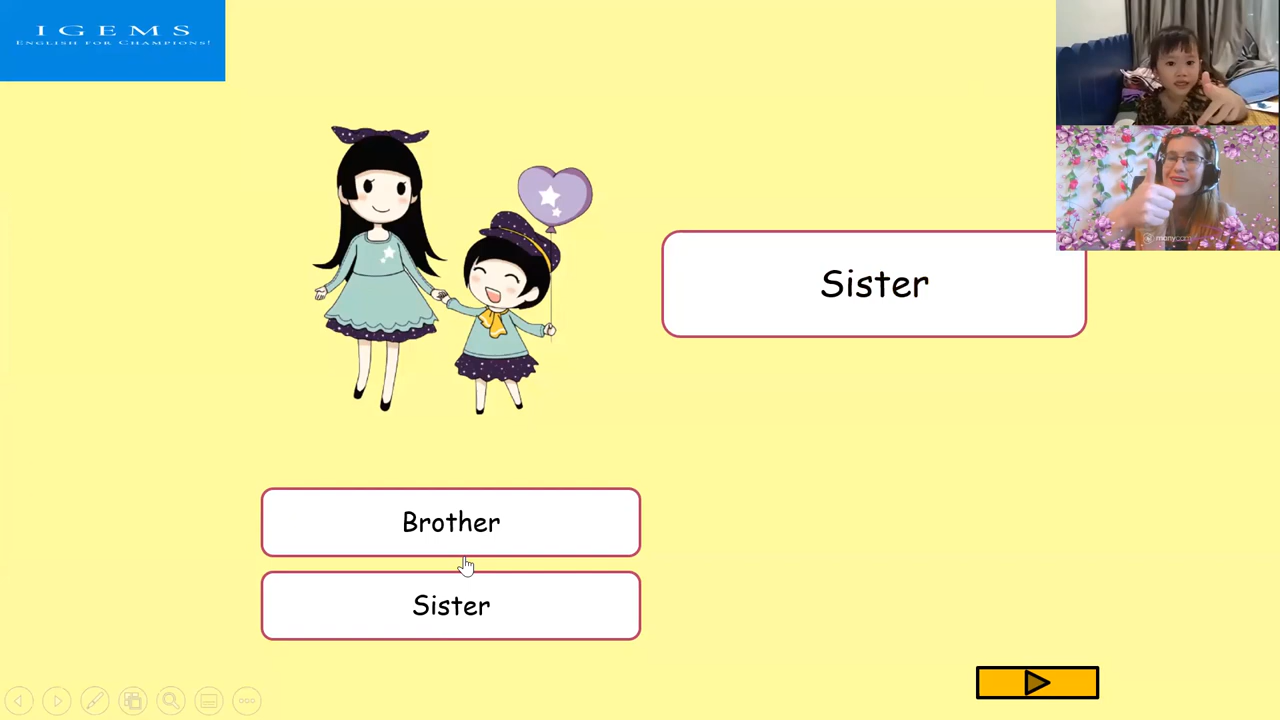 IGEMS
ENGLISH FOR CHAMPIONS!
Sister
Brother
Sister